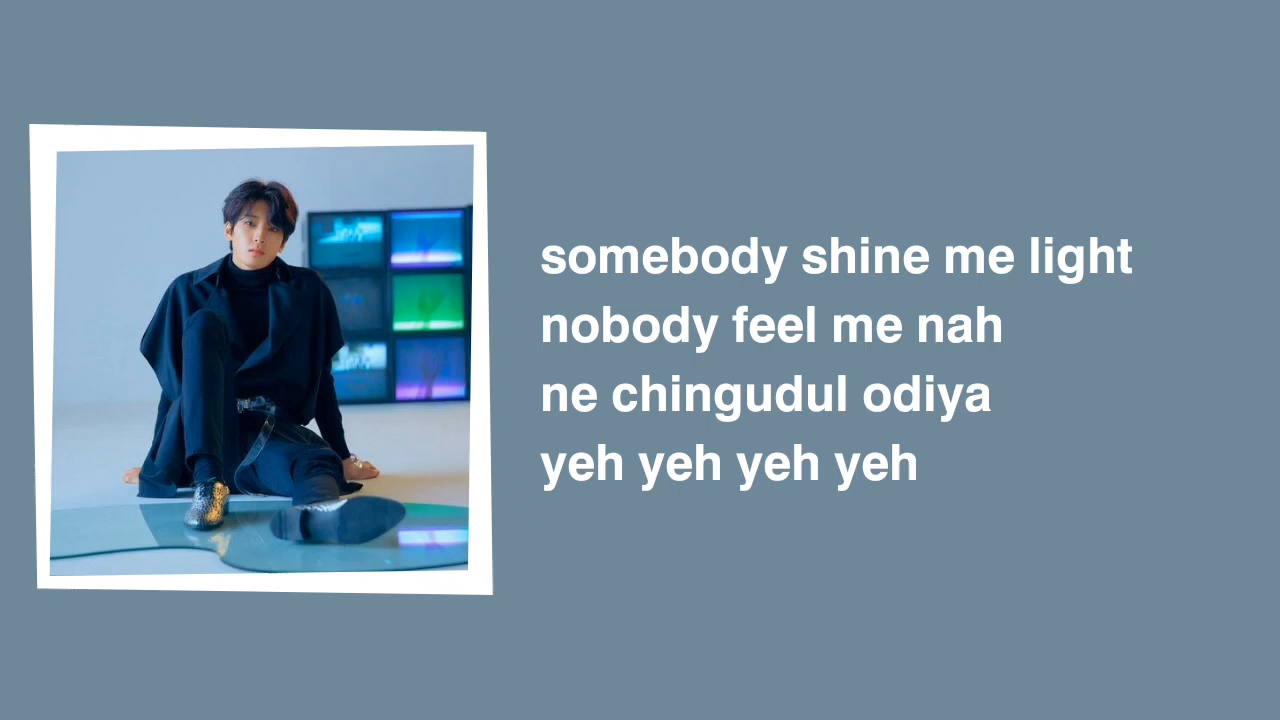 somebody shine me light
nobody feel me nah
ne chingudul odiya
yeh yeh yeh yeh